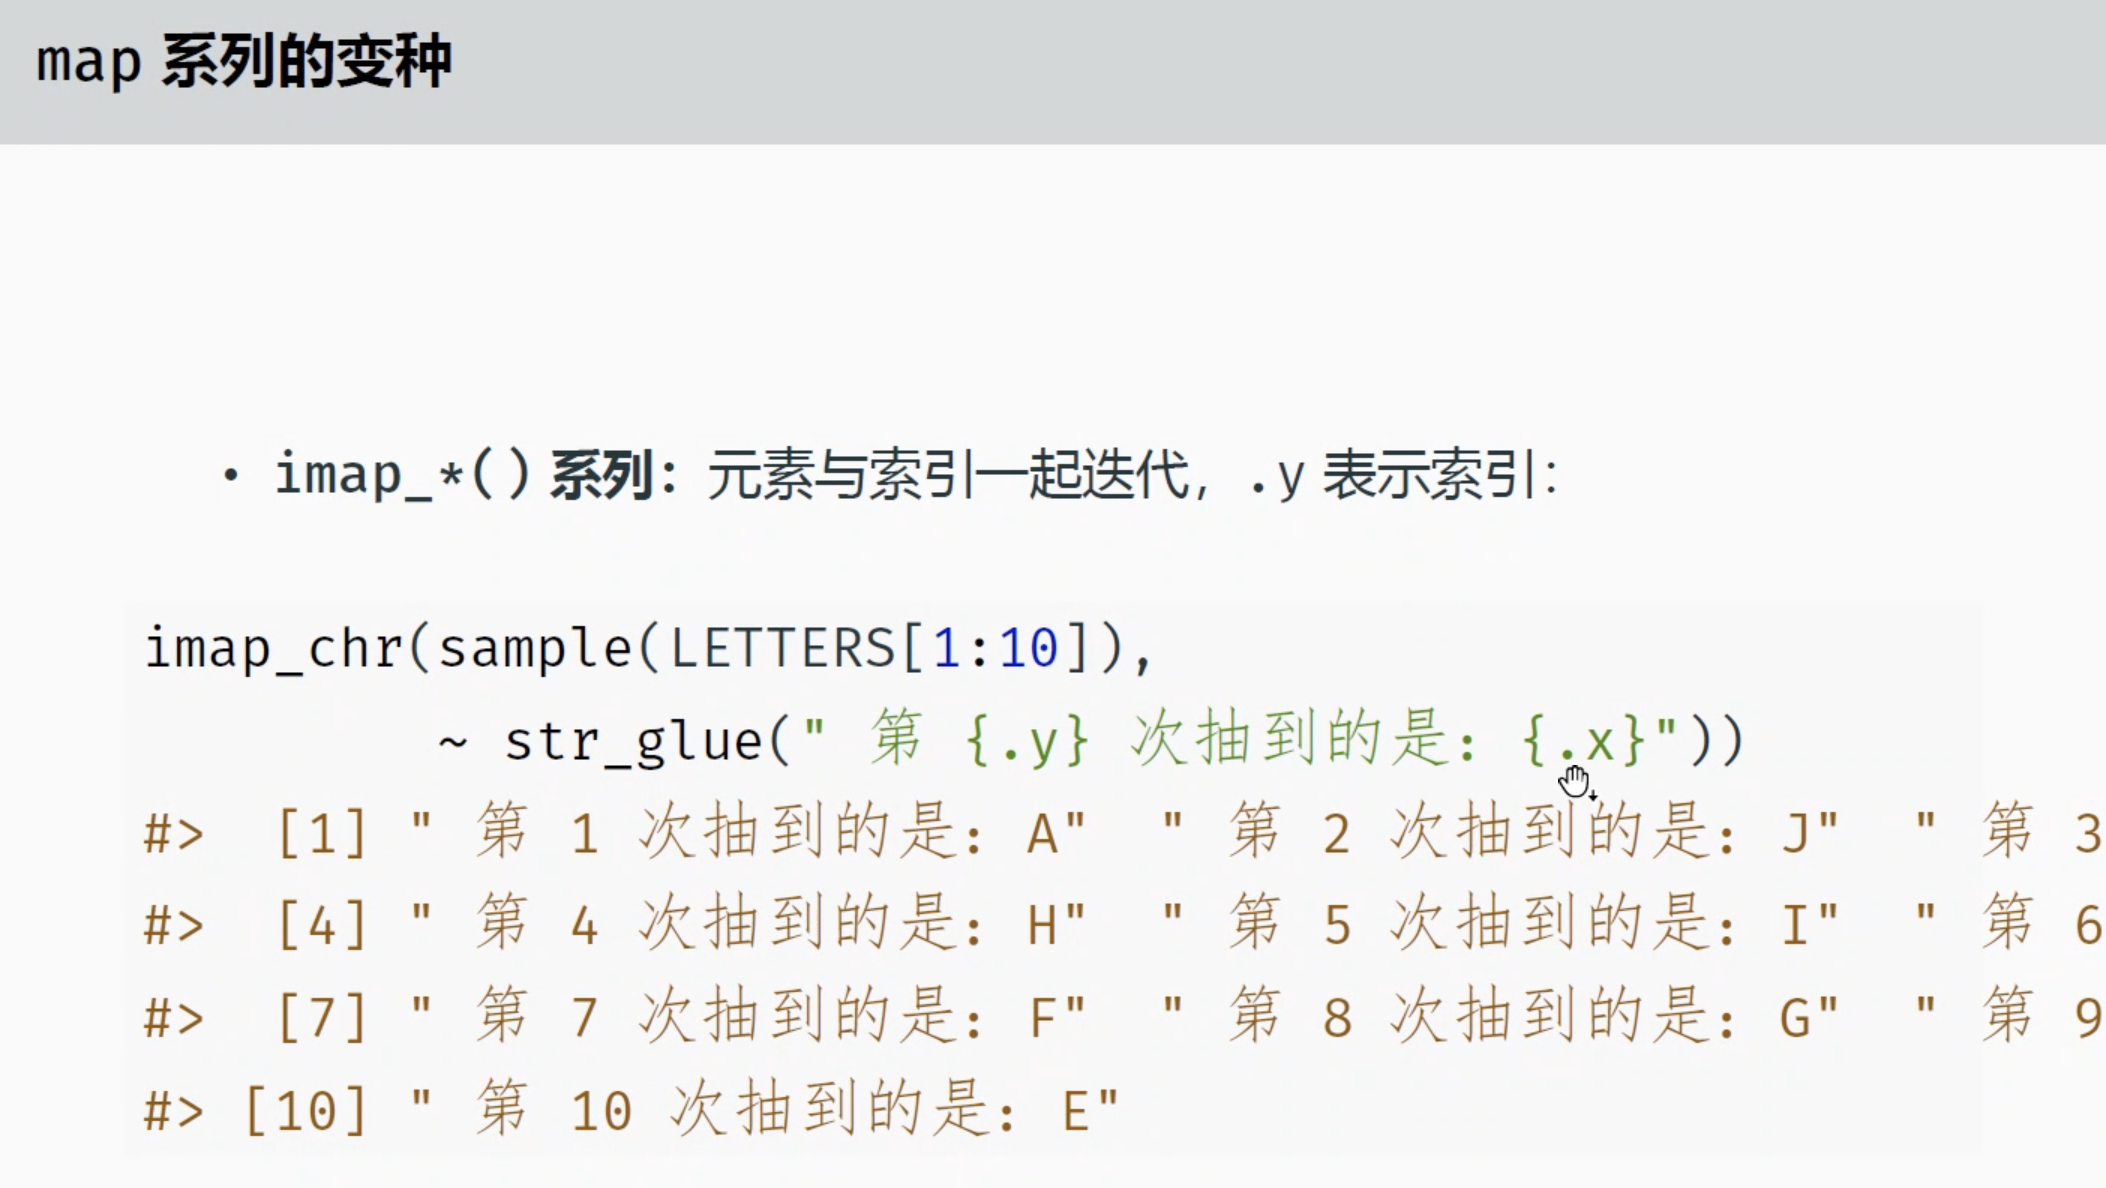 map 系列的变种
• imap_*() 系列：元素与索引一起迭代，.y 表示索引：
imap_chr(sample(LETTERS[1:10]),
~ str_glue(" 第 {.y} 次抽到的是：{.x}"))
#>  [1] " 第 1 次抽到的是：A"  " 第 2 次抽到的是：J"  " 第 3
#>  [4] " 第 4 次抽到的是：H"  " 第 5 次抽到的是：I"  " 第 6
#>  [7] " 第 7 次抽到的是：F"  " 第 8 次抽到的是：G"  " 第 9
#> [10] " 第 10 次抽到的是：E"